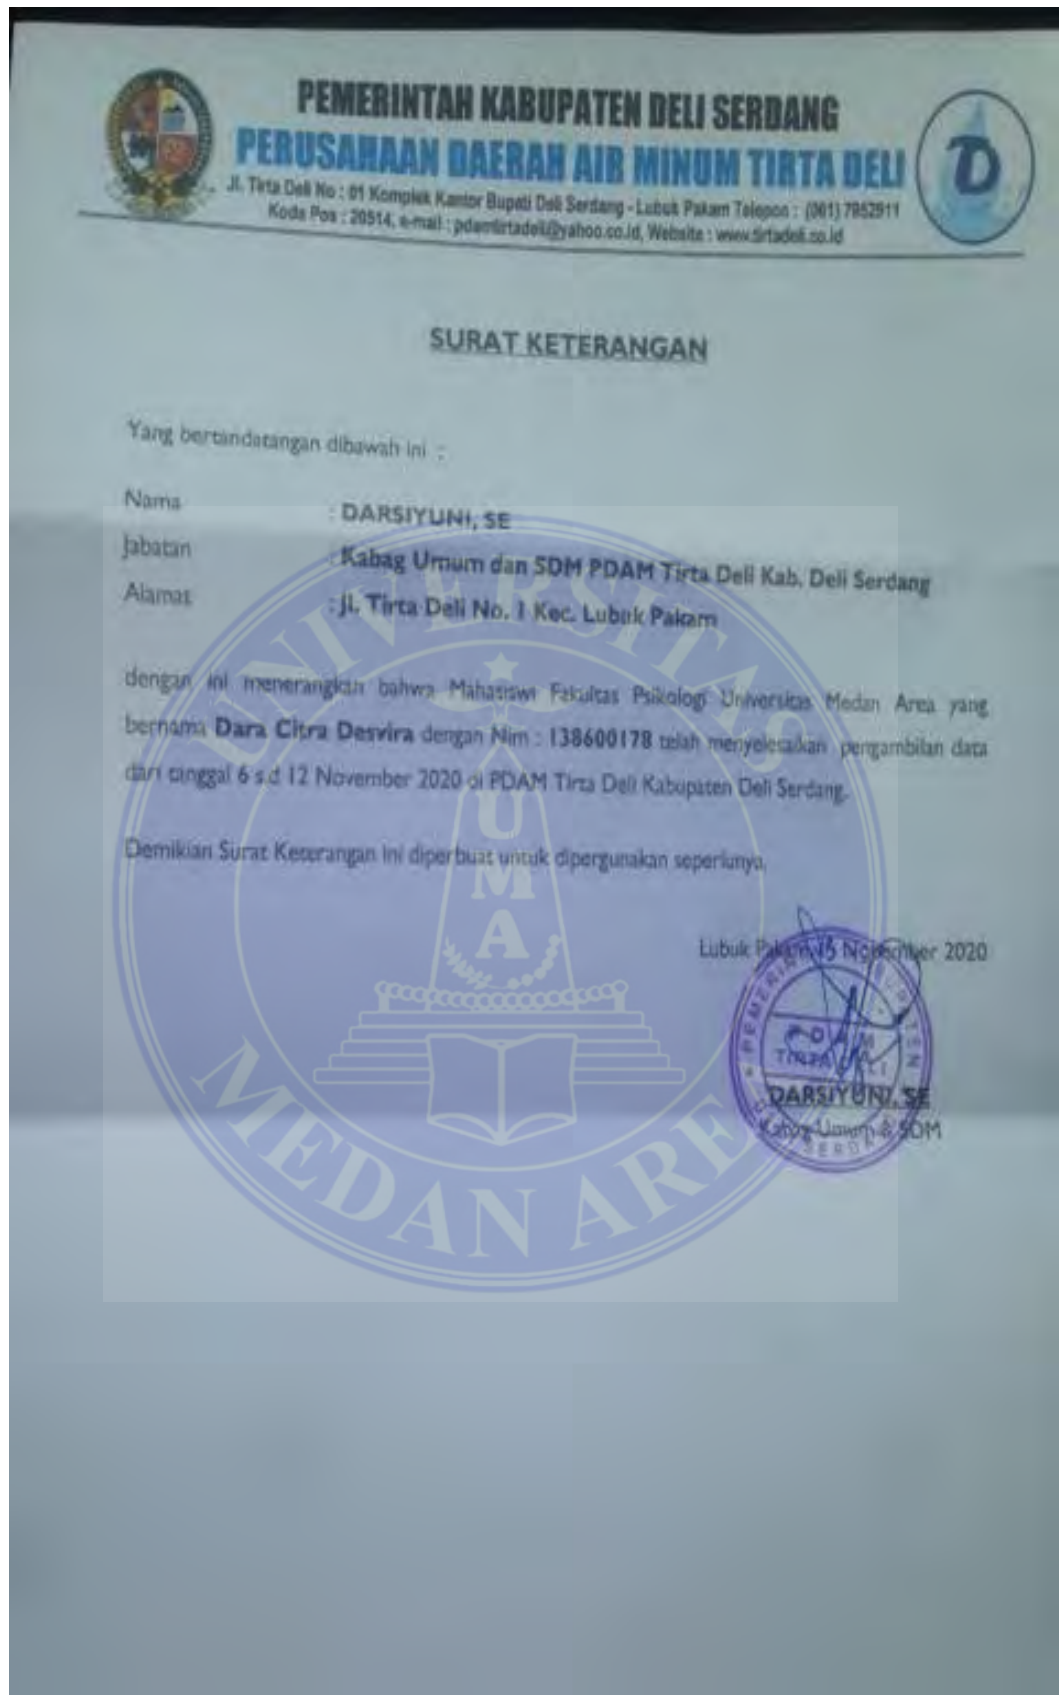 PEMERINTAH KABUPATEN DELI SERDANG
PERUSAHAAN DAERAH AIR MINUM TIRTA DELI
Jl. Tirta Deli No : 01 Komplek Kantor Bupati Deli Serdang - Lubuk Pakam Telepon : (061) 7952911
Kode Pos : 20514, e-mail : pdamtirtadeli@yahoo.co.id, Website : www.tirtadeli.co.id
D
SURAT KETERANGAN
Yang bertandatangan dibawah ini :
Nama : DARSIYUNI, SE
Jabatan : Kabag Umum dan SDM PDAM Tirta Deli Kab. Deli Serdang
Alamat : Jl. Tirta Deli No. 1 Kec. Lubuk Pakam
dengan ini menerangkan bahwa Mahasiswi Fakultas Psikologi Universitas Medan Area yang
bernama Dara Citra Desvira dengan Nim : 138600178 telah menyelesaikan pengambilan data
dari tanggal 6 s.d 12 November 2020 di PDAM Tirta Deli Kabupaten Deli Serdang.
Demikian Surat Keterangan ini diperbuat untuk dipergunakan seperlunya.
Lubuk Pakam, November 2020
PDAM
TIRTA DELI
DARSIYUNI, SE
Kabag Umum & SDM
UNIVERSITAS
UMA
MEDAN AREA